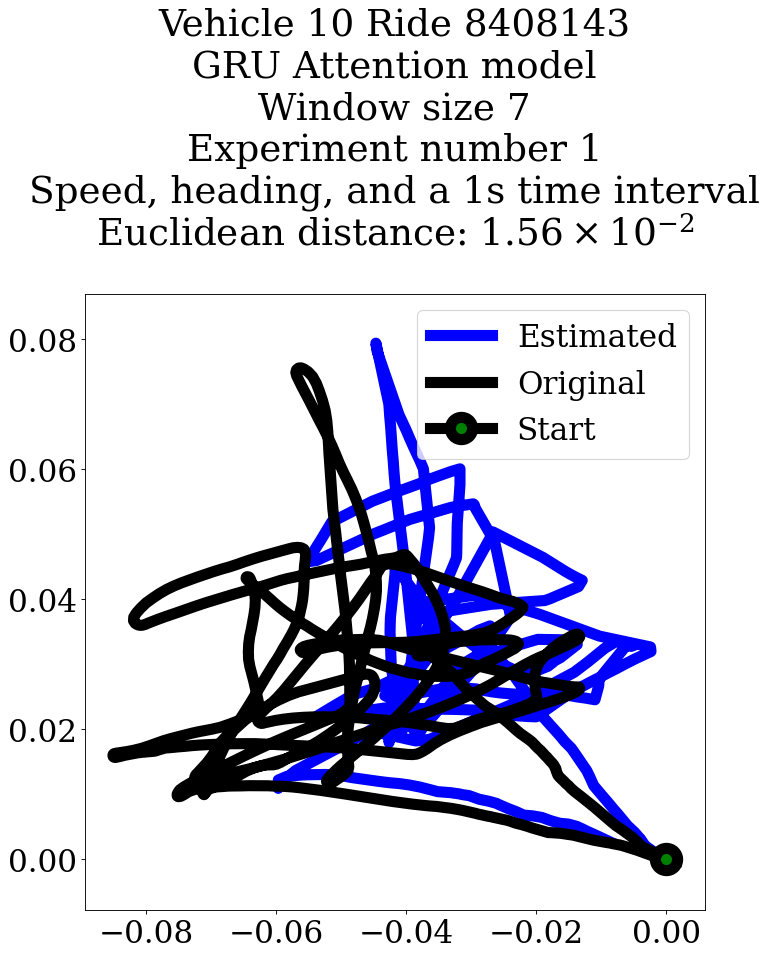 Vehicle 10 Ride 8408143
GRU Attention model
Window size 7
Experiment number 1
Speed, heading, and a 1s time interval
Euclidean distance: 1.56 × 10⁻²
Estimated
Original
Start
0.08
0.06
0.04
0.02
0.00
−0.08 −0.06 −0.04 −0.02 0.00